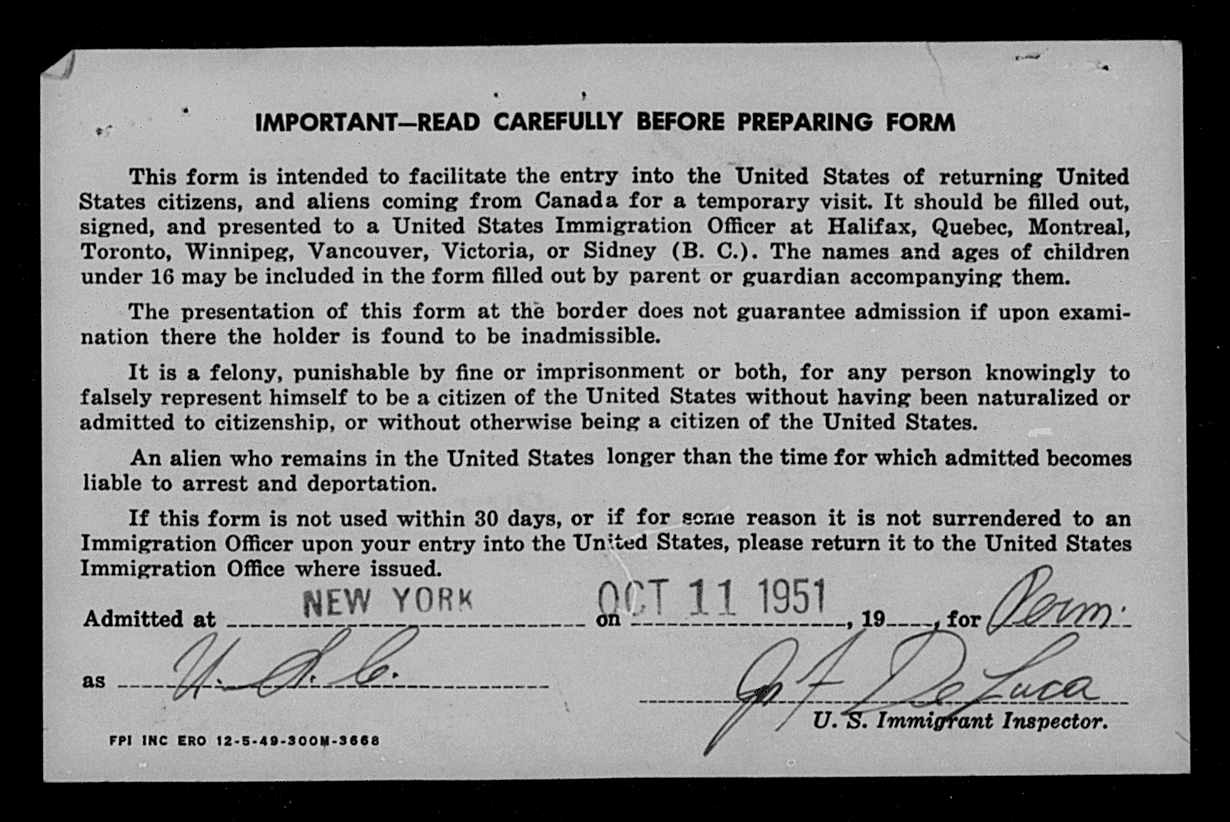 IMPORTANT—READ CAREFULLY BEFORE PREPARING FORM
This form is intended to facilitate the entry into the United States of returning United
States citizens, and aliens coming from Canada for a temporary visit. It should be filled out,
signed, and presented to a United States Immigration Officer at Halifax, Quebec, Montreal,
Toronto, Winnipeg, Vancouver, Victoria, or Sidney (B. C.). The names and ages of children
under 16 may be included in the form filled out by parent or guardian accompanying them.
The presentation of this form at the border does not guarantee admission if upon exami-
nation there the holder is found to be inadmissible.
It is a felony, punishable by fine or imprisonment or both, for any person knowingly to
falsely represent himself to be a citizen of the United States without having been naturalized or
admitted to citizenship, or without otherwise being a citizen of the United States.
An alien who remains in the United States longer than the time for which admitted becomes
liable to arrest and deportation.
If this form is not used within 30 days, or if for some reason it is not surrendered to an
Immigration Officer upon your entry into the United States, please return it to the United States
Immigration Office where issued.
Admitted at NEW YORK on OCT 11 1951, 19____, for Perm.
as U. S. C. De Luca
U. S. Immigrant Inspector.
FPI INC ERO 12-5-49-300M-3668